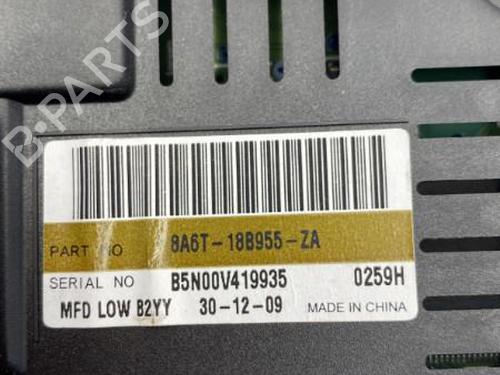 B-PARTS
PART NO 8A6T-18B955-ZA
SERIAL NO B5N00V419935 0259H
MFD LOW B2YY 30-12-09 MADE IN CHINA